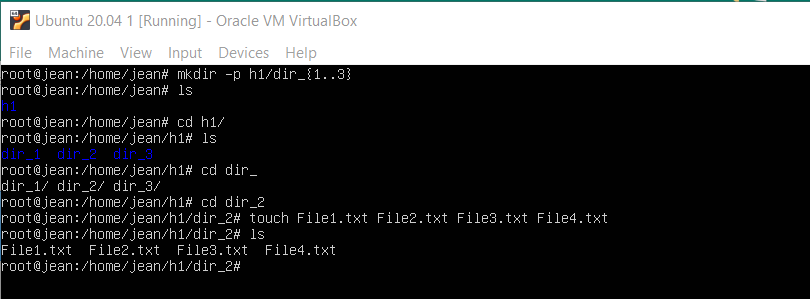 Ubuntu 20.04 1 [Running] - Oracle VM VirtualBox
File Machine View Input Devices Help
root@jean:/home/jean# mkdir -p h1/dir_{1..3}
root@jean:/home/jean# ls
h1
root@jean:/home/jean# cd h1/
root@jean:/home/jean/h1# ls
dir_1 dir_2 dir_3
root@jean:/home/jean/h1# cd dir_
dir_1/ dir_2/ dir_3/
root@jean:/home/jean/h1# cd dir_2
root@jean:/home/jean/h1/dir_2# touch File1.txt File2.txt File3.txt File4.txt
root@jean:/home/jean/h1/dir_2# ls
File1.txt File2.txt File3.txt File4.txt
root@jean:/home/jean/h1/dir_2#